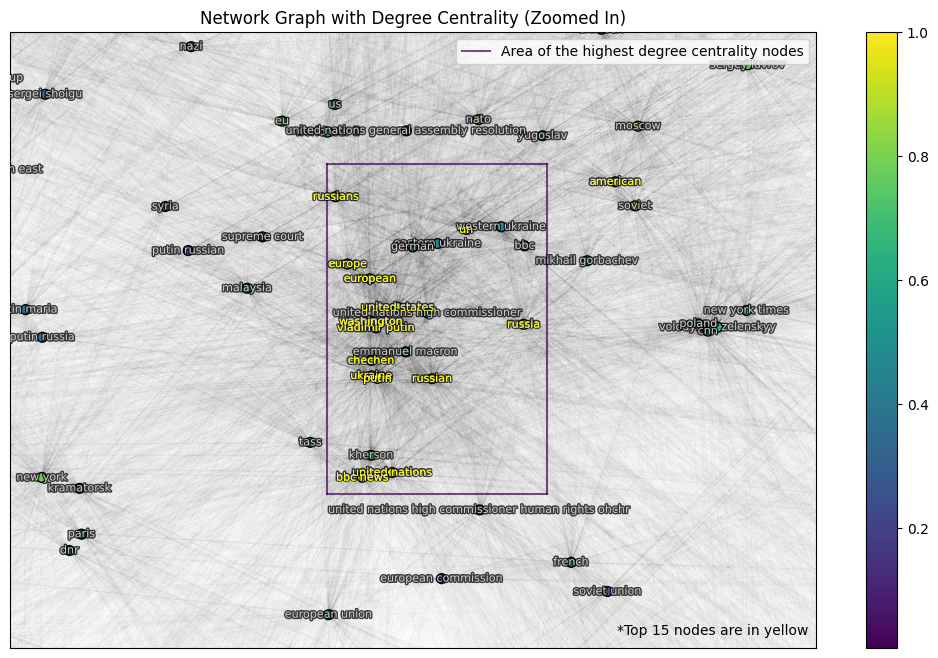 Network Graph with Degree Centrality (Zoomed In)
Area of the highest degree centrality nodes
nazi
up
sergei shoigu
us
eu
united nations general assembly resolution
nato
yugoslav
moscow
east
russians
american
soviet
syria
supreme court
putin russian
western ukraine
un
eastern ukraine
german
bbc
mikhail gorbachev
europe
european
malaysia
united states
united nations high commissioner
washington
vladimir putin
russia
new york times
poland
cnn
zelenskyy
maria
putin russia
emmanuel macron
chechen
ukraine
putin
russian
tass
kherson
united nations
bbc news
new york
kramatorsk
united nations high commissioner human rights ohchr
paris
dnr
french
european commission
soviet union
european union
*Top 15 nodes are in yellow
1.0
0.8
0.6
0.4
0.2